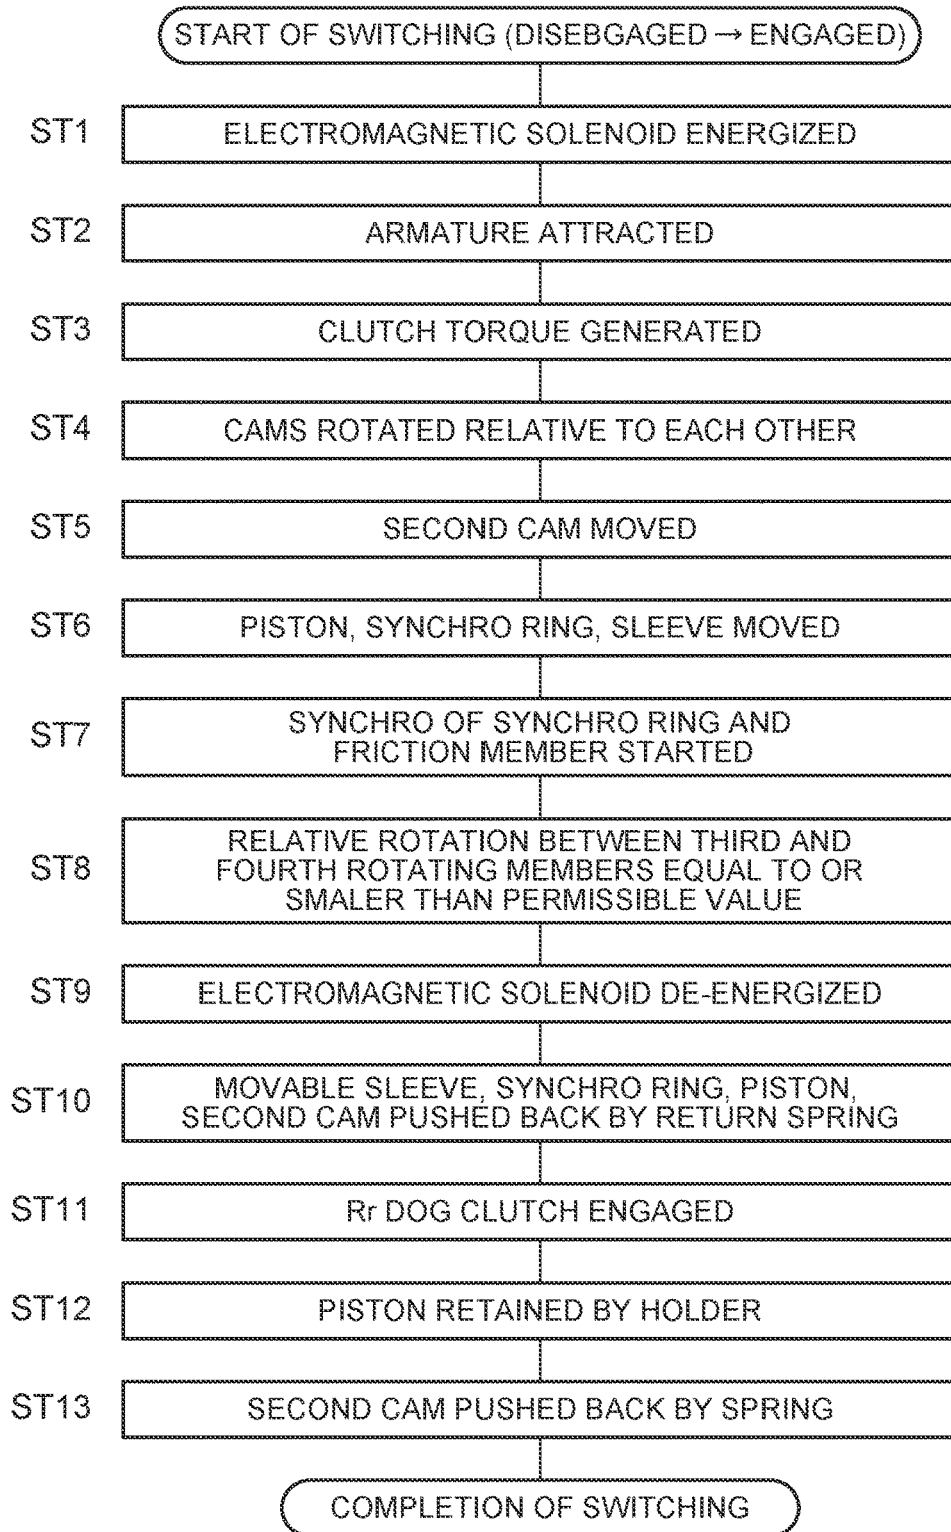 START OF SWITCHING (DISEBGAGED → ENGAGED)
ST1
ELECTROMAGNETIC SOLENOID ENERGIZED
ST2
ARMATURE ATTRACTED
ST3
CLUTCH TORQUE GENERATED
ST4
CAMS ROTATED RELATIVE TO EACH OTHER
ST5
SECOND CAM MOVED
ST6
PISTON, SYNCHRO RING, SLEEVE MOVED
ST7
SYNCHRO OF SYNCHRO RING AND
FRICTION MEMBER STARTED
ST8
RELATIVE ROTATION BETWEEN THIRD AND
FOURTH ROTATING MEMBERS EQUAL TO OR
SMALER THAN PERMISSIBLE VALUE
ST9
ELECTROMAGNETIC SOLENOID DE-ENERGIZED
ST10
MOVABLE SLEEVE, SYNCHRO RING, PISTON,
SECOND CAM PUSHED BACK BY RETURN SPRING
ST11
Rr DOG CLUTCH ENGAGED
ST12
PISTON RETAINED BY HOLDER
ST13
SECOND CAM PUSHED BACK BY SPRING
COMPLETION OF SWITCHING